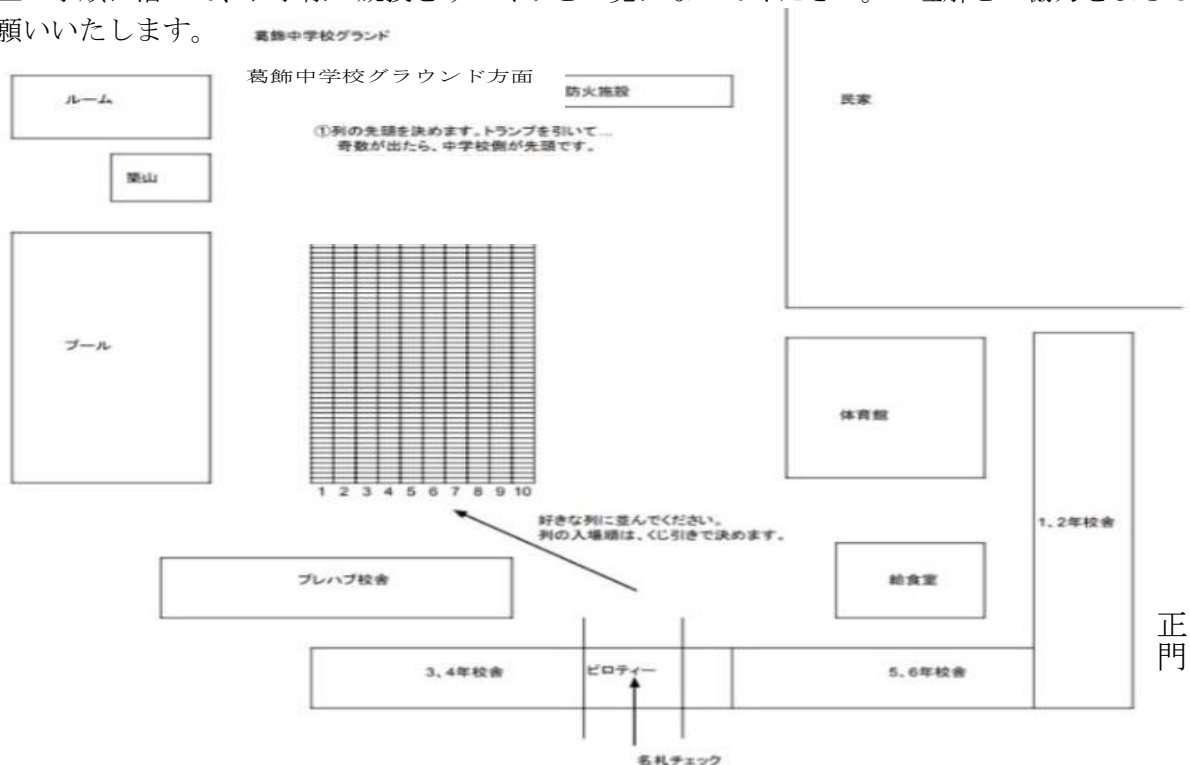 願いいたします。
葛飾中学校グランド
葛飾中学校グラウンド方面
ルーム
防火施設
民家
①列の先頭を決めます。トランプを引いて...
奇数が出たら、中学校側が先頭です。
築山
プール
体育館
1 2 3 4 5 6 7 8 9 10
好きな列に並んでください。
列の入場順は、くじ引きで決めます。
1、2年校舎
プレハブ校舎
給食室
正門
3、4年校舎
ピロティー
5、6年校舎
名札チェック